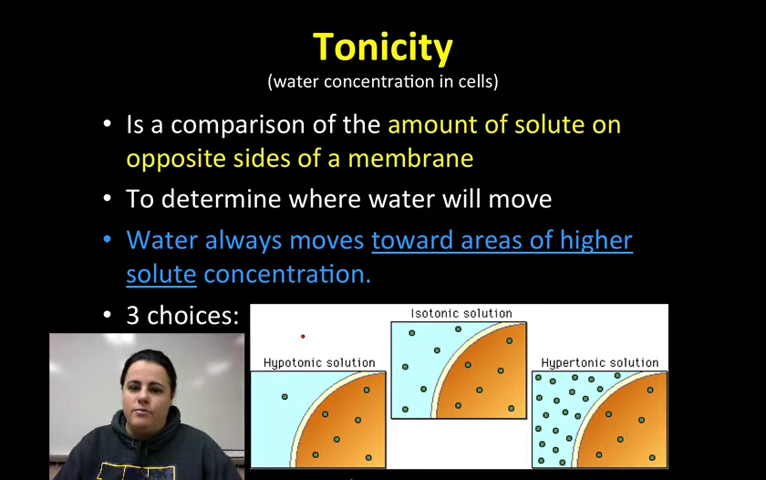 Tonicity
(water concentration in cells)
• Is a comparison of the amount of solute on
opposite sides of a membrane
• To determine where water will move
• Water always moves toward areas of higher
solute concentration.
• 3 choices:
Isotonic solution
Hypotonic solution
Hypertonic solution